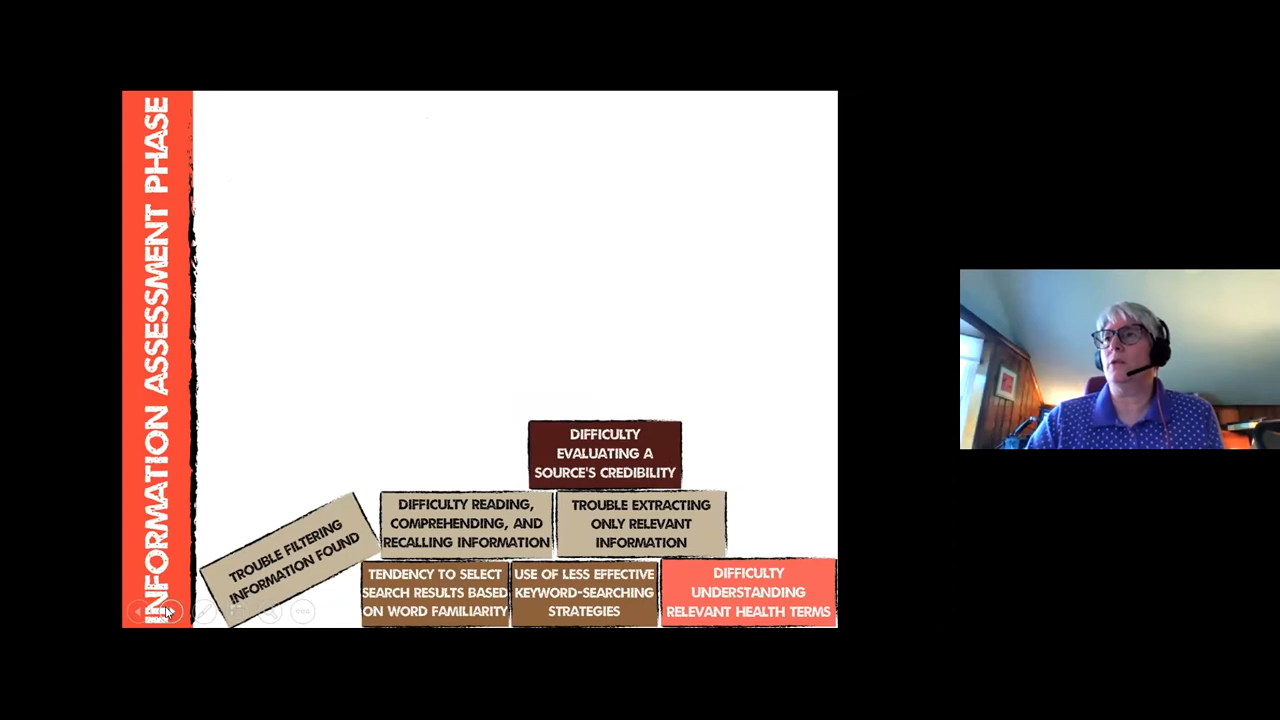 INFORMATION ASSESSMENT PHASE
DIFFICULTY
EVALUATING A
SOURCE'S CREDIBILITY
TROUBLE FILTERING
INFORMATION FOUND
DIFFICULTY READING,
COMPREHENDING, AND
RECALLING INFORMATION
TROUBLE EXTRACTING
ONLY RELEVANT
INFORMATION
TENDENCY TO SELECT
SEARCH RESULTS BASED
ON WORD FAMILIARITY
USE OF LESS EFFECTIVE
KEYWORD-SEARCHING
STRATEGIES
DIFFICULTY
UNDERSTANDING
RELEVANT HEALTH TERMS